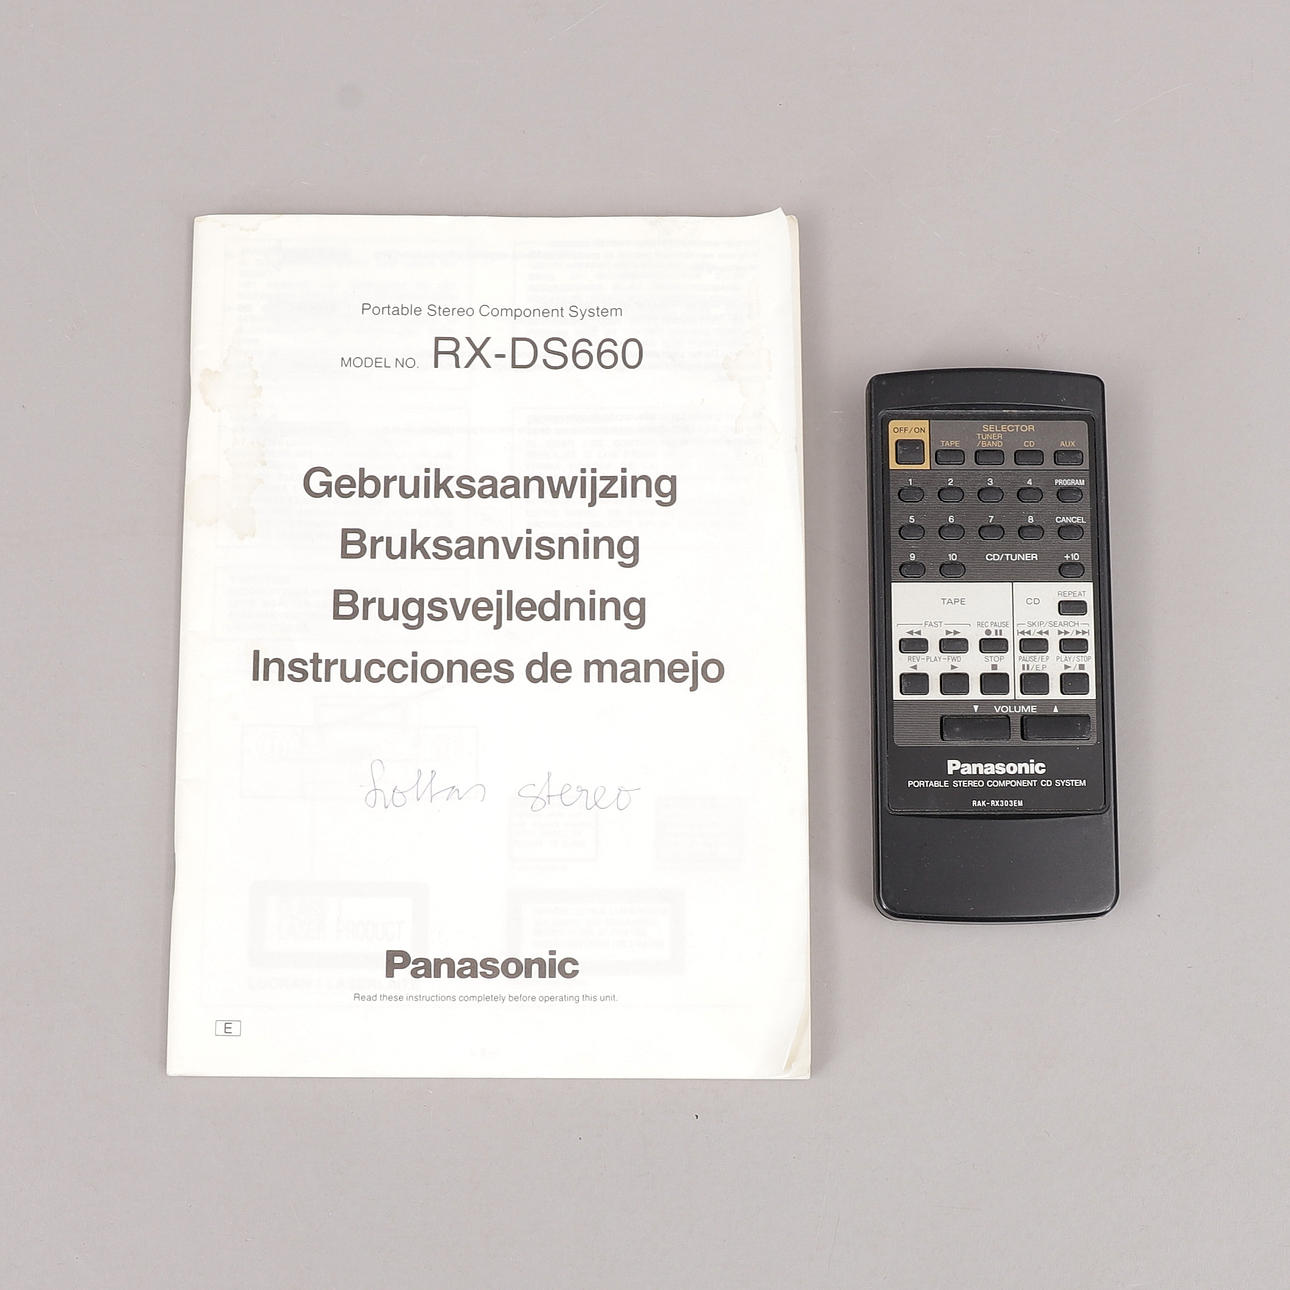 Portable Stereo Component System
MODEL NO. RX-DS660
Gebruiksaanwijzing
Bruksanvisning
Brugsvejledning
Instrucciones de manejo
Lottas stereo
LASER PRODUCT
Panasonic
Read these instructions completely before operating this unit.
E
OFF/ON
SELECTOR
TAPE TUNER /BAND CD AUX
1 2 3 4 PROGRAM
5 6 7 8 CANCEL
9 10 CD/TUNER +10
TAPE CD REPEAT
FAST REC PAUSE SKIP/SEARCH
◀◀ ▶▶ ●❚❚ |◀◀/◀◀ ▶▶/▶▶|
REV-PLAY-FWD STOP PAUSE/E.P PLAY/STOP
◀ ▶ ■ ❚❚/E.P ▶/■
▼ VOLUME ▲
Panasonic
PORTABLE STEREO COMPONENT CD SYSTEM
RAK-RX303EM